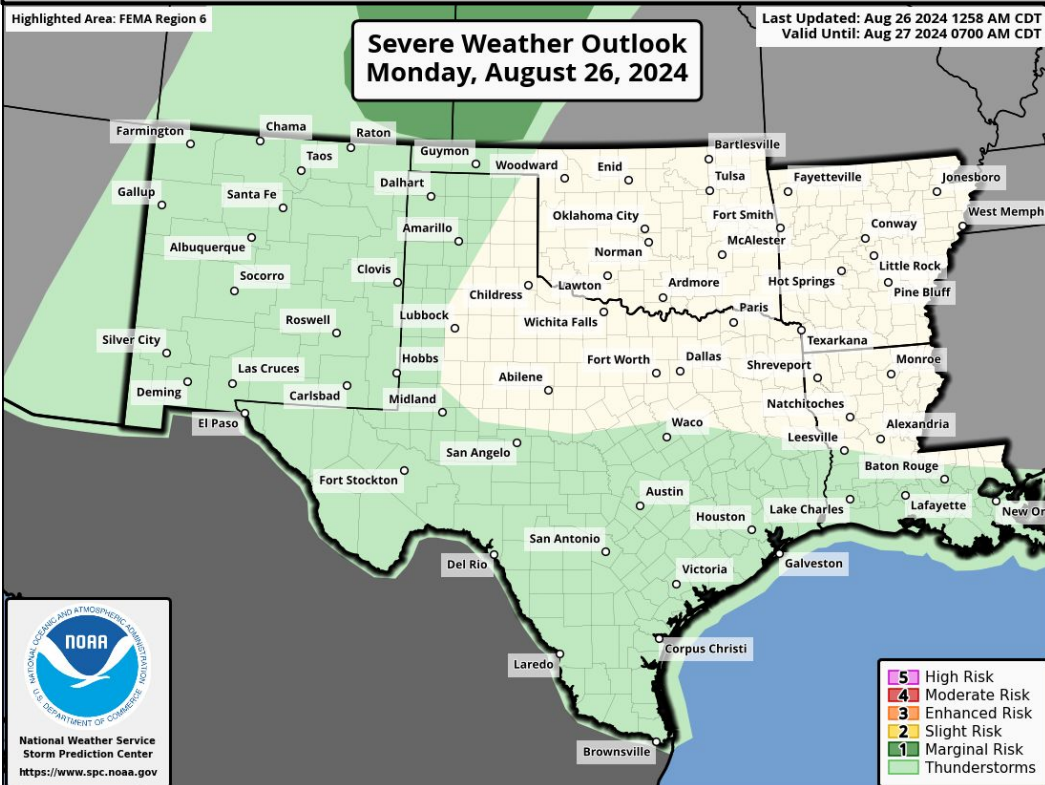 Highlighted Area: FEMA Region 6
Severe Weather Outlook
Monday, August 26, 2024
Last Updated: Aug 26 2024 1258 AM CDT
Valid Until: Aug 27 2024 0700 AM CDT
Farmington
Chama
Raton
Taos
Guymon
Woodward
Enid
Bartlesville
Tulsa
Fayetteville
Jonesboro
Gallup
Santa Fe
Dalhart
Oklahoma City
Fort Smith
Conway
West Memph
Albuquerque
Amarillo
Norman
McAlester
Little Rock
Socorro
Clovis
Childress
Lawton
Ardmore
Hot Springs
Pine Bluff
Roswell
Lubbock
Wichita Falls
Paris
Texarkana
Silver City
Las Cruces
Hobbs
Fort Worth
Dallas
Shreveport
Monroe
Deming
Carlsbad
Midland
Abilene
Natchitoches
El Paso
San Angelo
Waco
Leesville
Alexandria
Fort Stockton
Austin
Houston
Lake Charles
Baton Rouge
Lafayette
New Or
Del Rio
San Antonio
Victoria
Galveston
Laredo
Corpus Christi
Brownsville
NATIONAL OCEANIC AND ATMOSPHERIC ADMINISTRATION
NOAA
U.S. DEPARTMENT OF COMMERCE
National Weather Service
Storm Prediction Center
https://www.spc.noaa.gov
5 High Risk
4 Moderate Risk
3 Enhanced Risk
2 Slight Risk
1 Marginal Risk
Thunderstorms